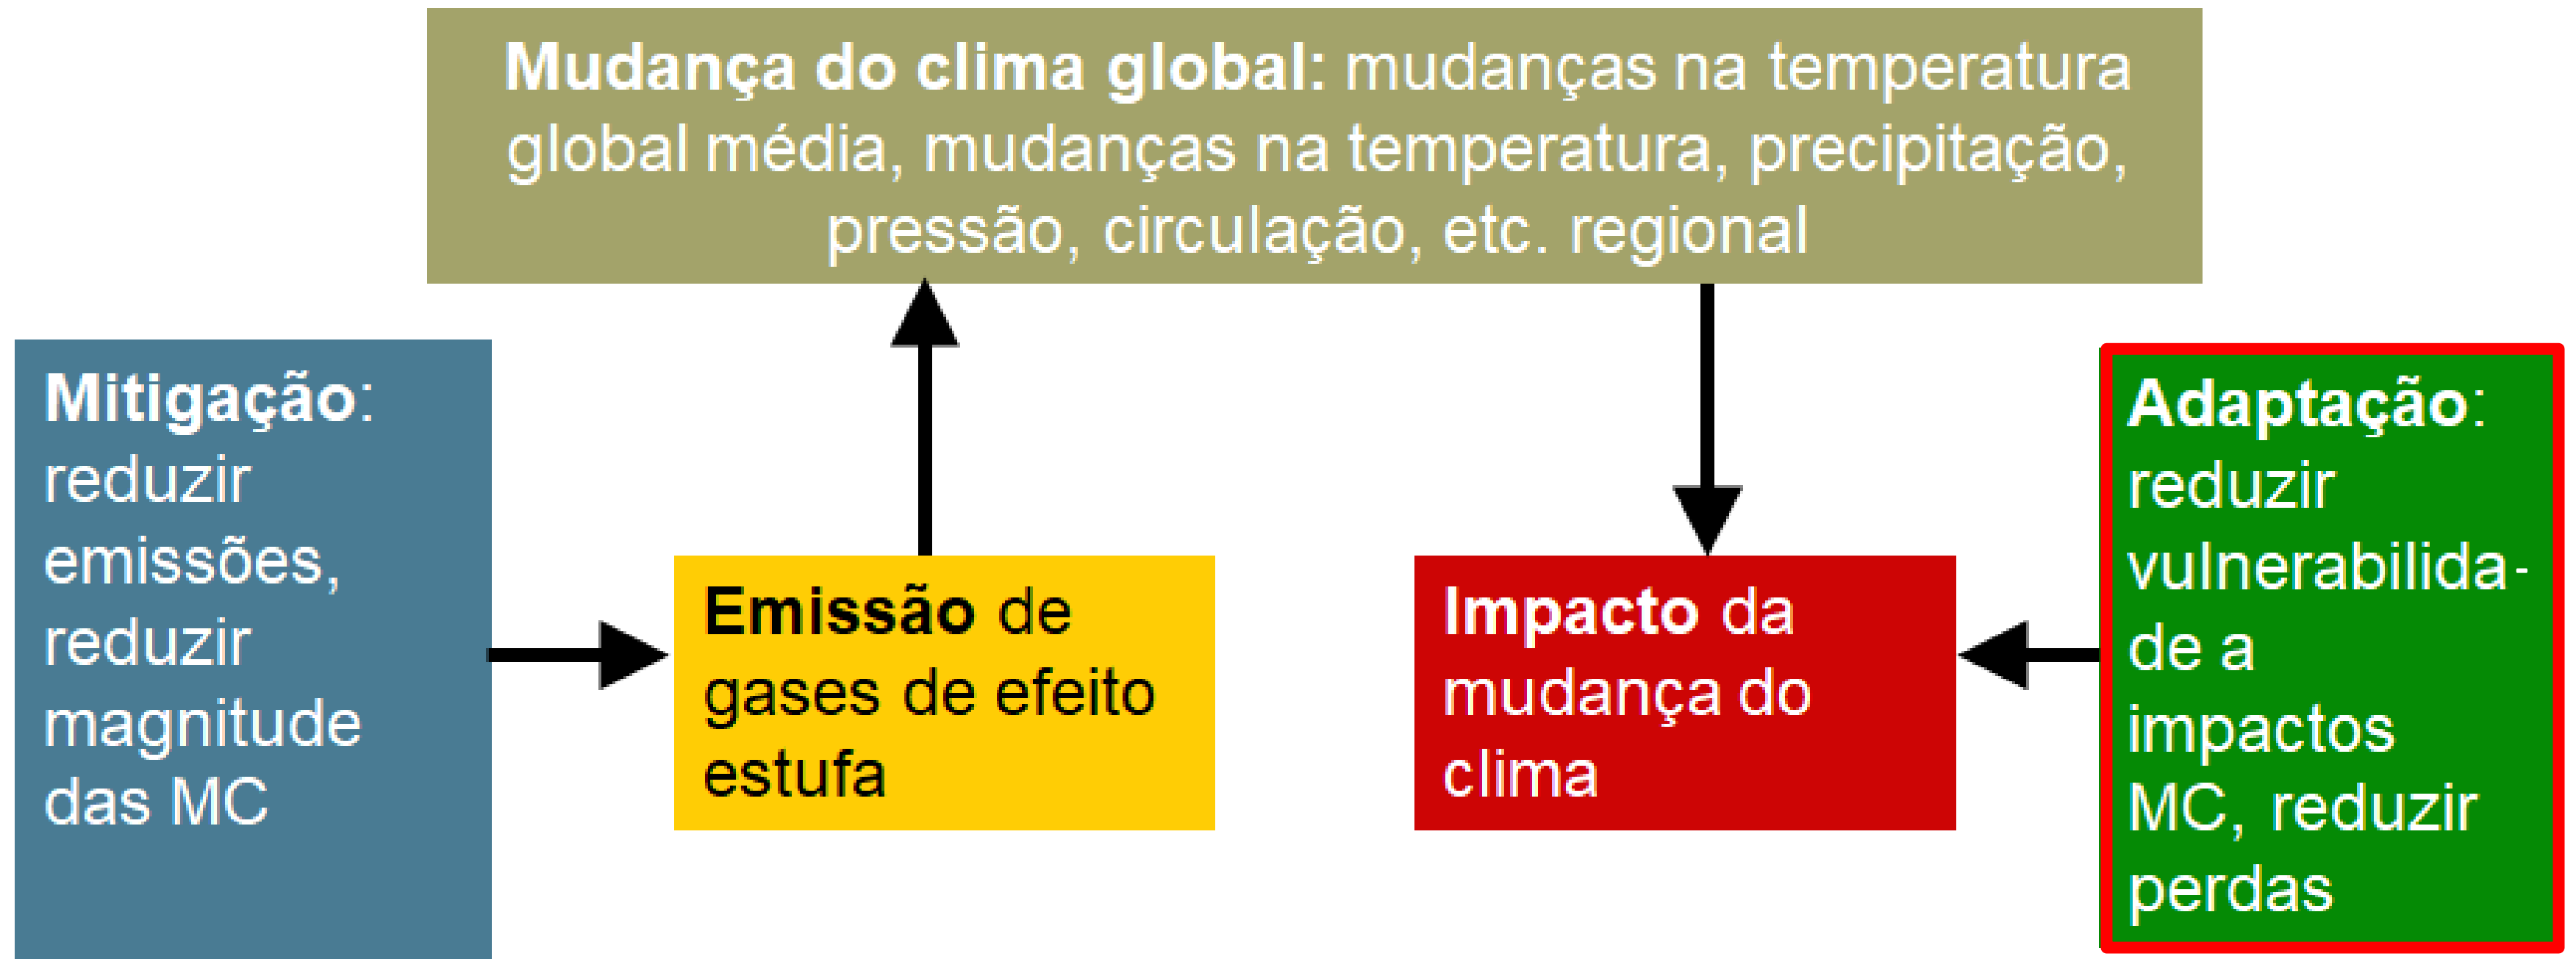 Mudança do clima global: mudanças na temperatura
global média, mudanças na temperatura, precipitação,
pressão, circulação, etc. regional
Mitigação:
reduzir
emissões,
reduzir
magnitude
das MC
Emissão de
gases de efeito
estufa
Impacto da
mudança do
clima
Adaptação:
reduzir
vulnerabilida-
de a
impactos
MC, reduzir
perdas